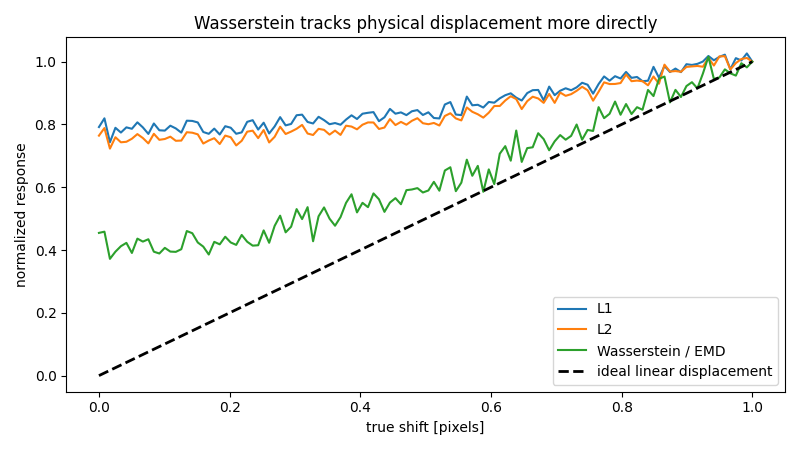 Wasserstein tracks physical displacement more directly
normalized response
1.0
0.8
0.6
0.4
0.2
0.0
0.0 0.2 0.4 0.6 0.8 1.0
true shift [pixels]
L1
L2
Wasserstein / EMD
ideal linear displacement